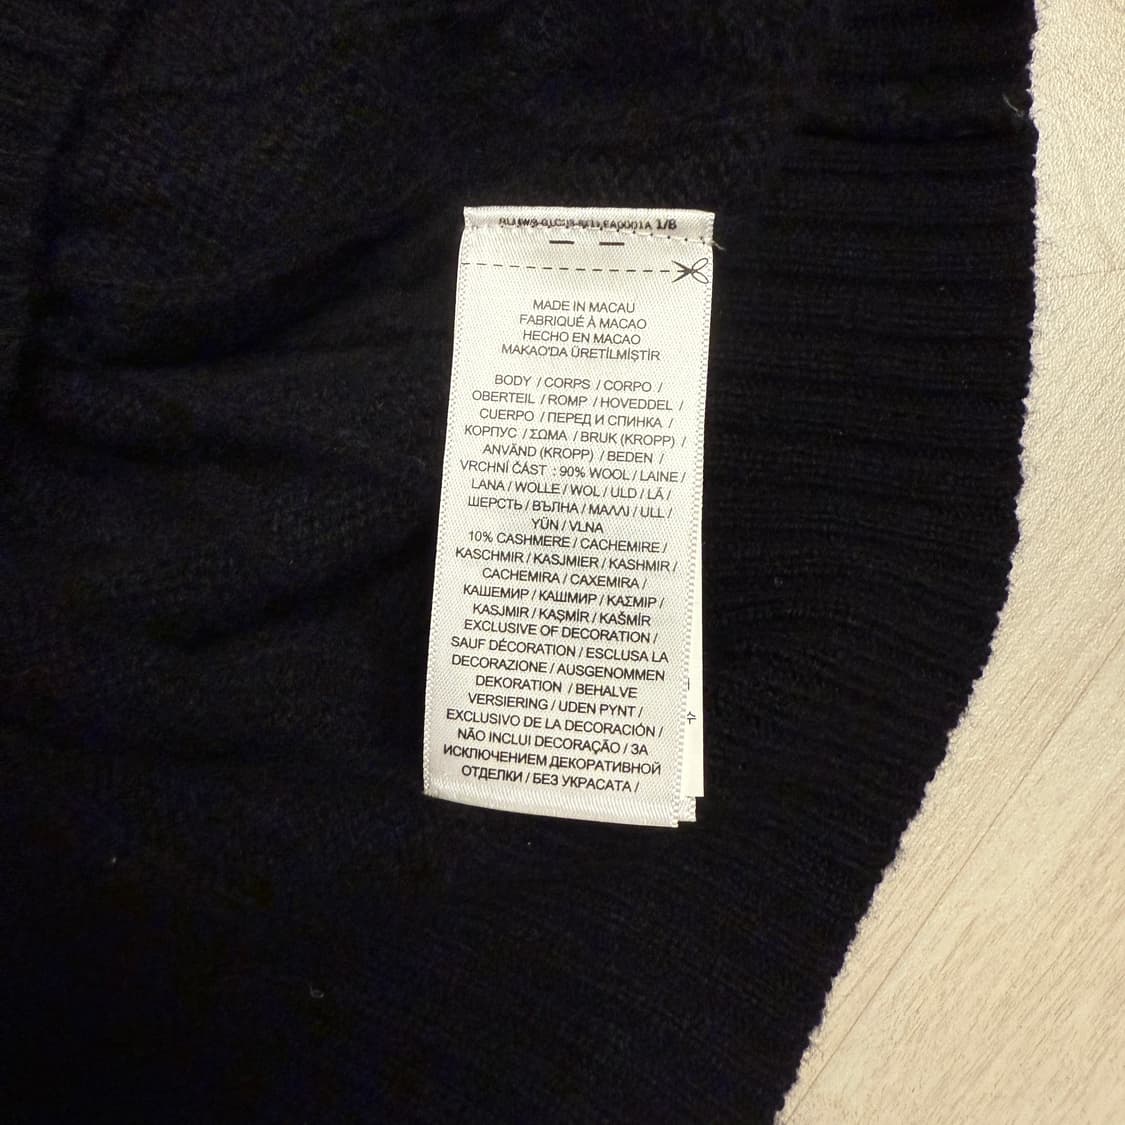 1/8
MADE IN MACAU
FABRIQUÉ À MACAO
HECHO EN MACAO
MAKAO'DA ÜRETİLMİŞTİR
BODY / CORPS / CORPO /
OBERTEIL / ROMP / HOVEDDEL /
CUERPO / ПЕРЕД И СПИНКА /
КОРПУС / ΣΩΜΑ / BRUK (KROPP) /
ANVÄND (KROPP) / BEDEN /
VRCHNÍ ČÁST : 90% WOOL / LAINE /
LANA / WOLLE / WOL / ULD / LÃ /
ШЕРСТЬ / ВЪЛНА / ΜΑΛΛΙ / ULL /
YÜN / VLNA
10% CASHMERE / CACHEMIRE /
KASCHMIR / KASJMIER / KASHMIR /
CACHEMIRA / CAXEMIRA /
КАШЕМИР / КАШМИР / ΚΑΣΜΙΡ /
KASJMIR / KAŞMİR / KAŠMÍR
EXCLUSIVE OF DECORATION /
SAUF DÉCORATION / ESCLUSA LA
DECORAZIONE / AUSGENOMMEN
DEKORATION / BEHALVE
VERSIERING / UDEN PYNT /
EXCLUSIVO DE LA DECORACIÓN /
NÃO INCLUI DECORAÇÃO / ЗА
ИСКЛЮЧЕНИЕМ ДЕКОРАТИВНОЙ
ОТДЕЛКИ / БЕЗ УКРАСАТА /